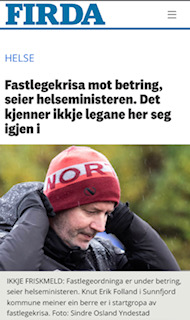 FIRDA
HELSE
Fastlegekrisa mot betring,
seier helseministeren. Det
kjenner ikkje legane her seg
igjen i
WORD
IKKJE FRISKMELD: Fastlegeordninga er under betring,
seier helseministeren. Knut Erik Folland i Sunnfjord
kommune meiner ein berre er i startgropa av
fastlegekrisa. Foto: Sindre Osland Yndestad